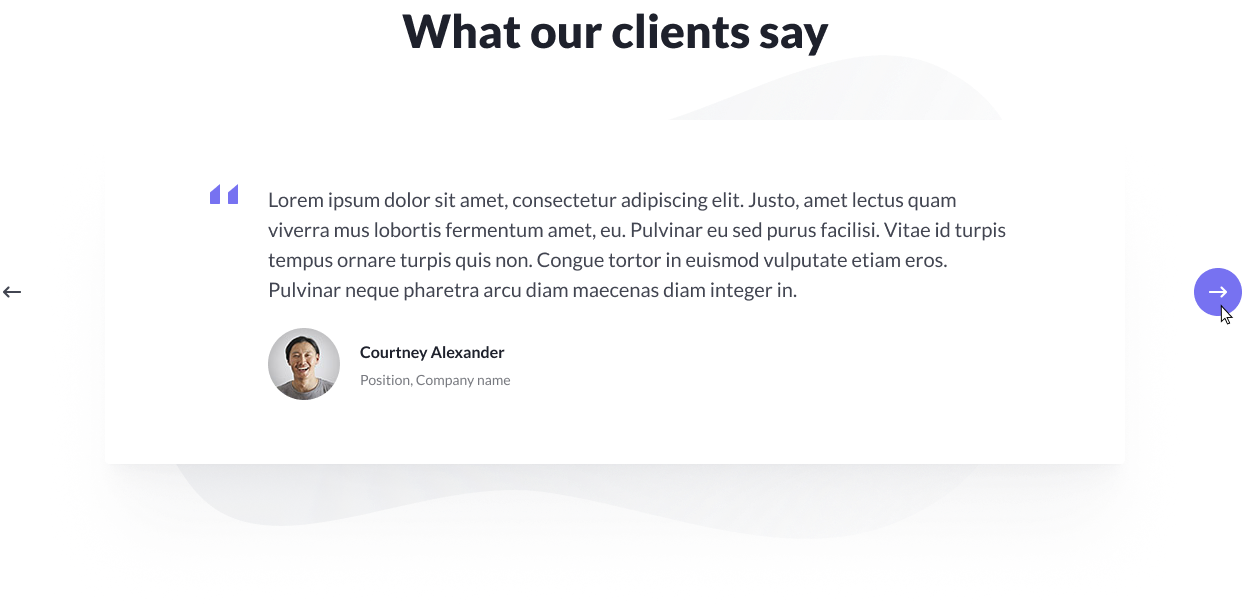 What our clients say
Lorem ipsum dolor sit amet, consectetur adipiscing elit. Justo, amet lectus quam
viverra mus lobortis fermentum amet, eu. Pulvinar eu sed purus facilisi. Vitae id turpis
tempus ornare turpis quis non. Congue tortor in euismod vulputate etiam eros.
Pulvinar neque pharetra arcu diam maecenas diam integer in.
Courtney Alexander
Position, Company name